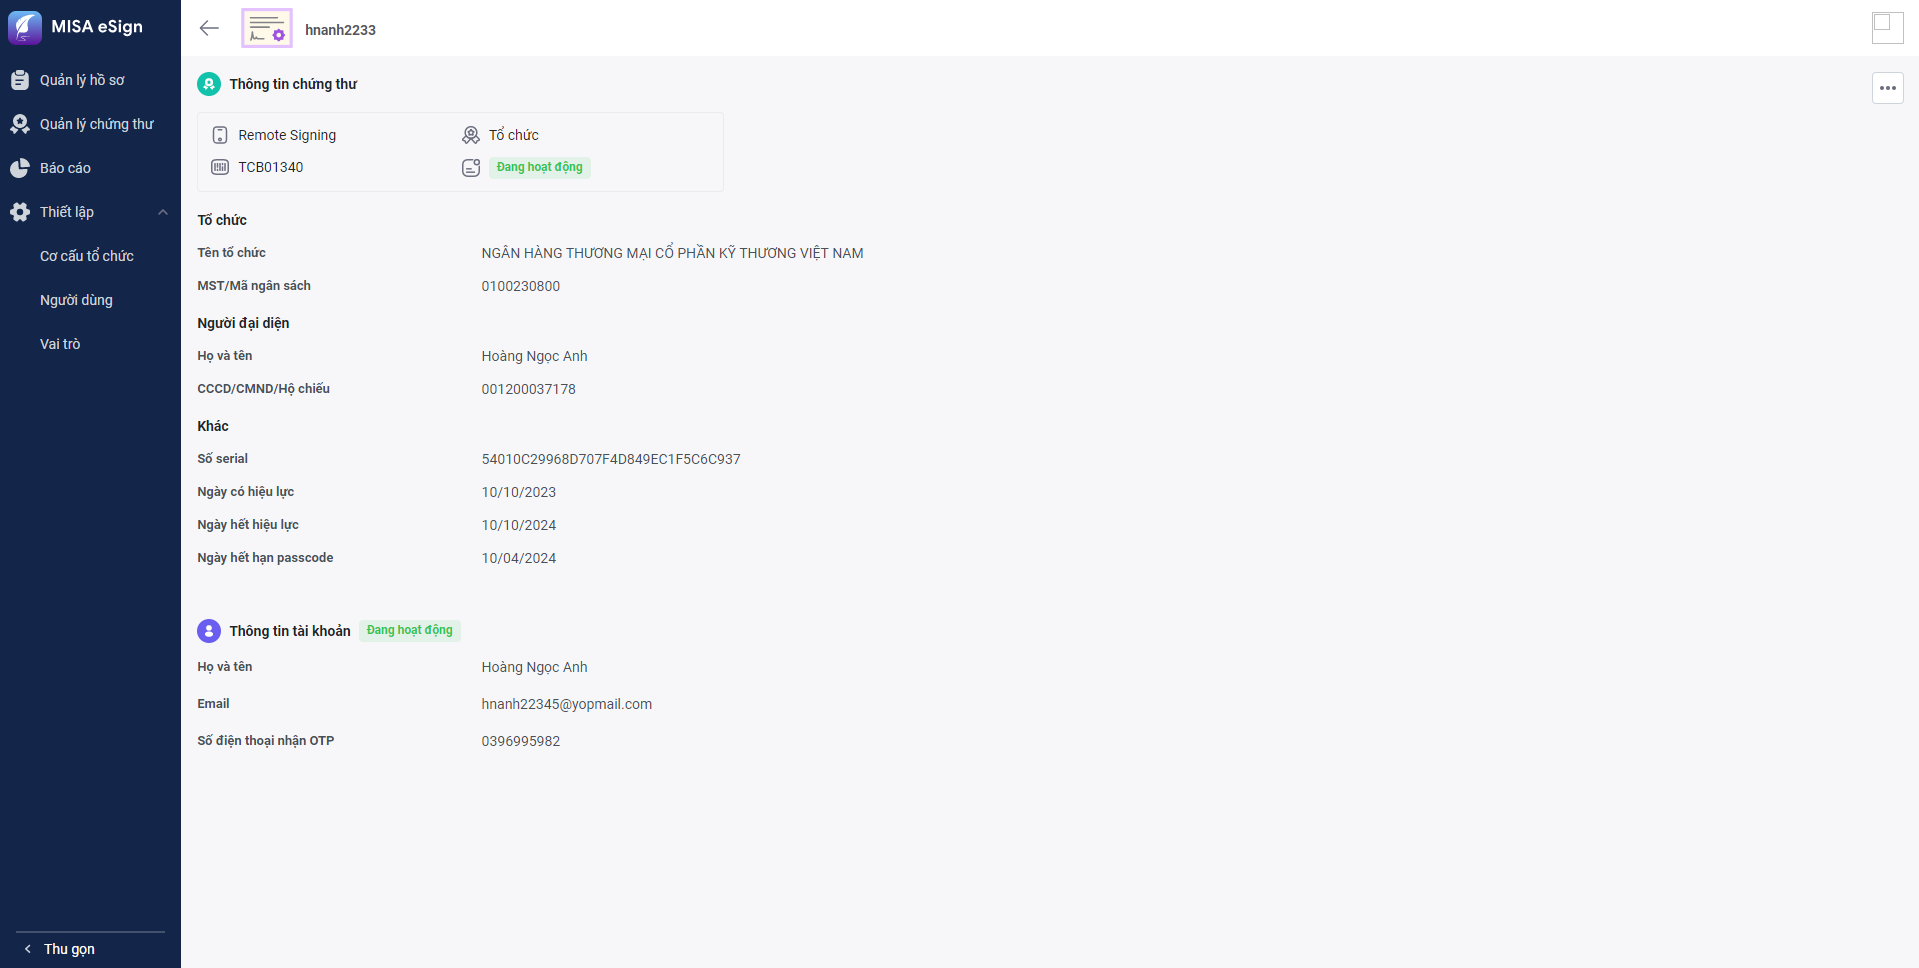 MISA eSign
Quản lý hồ sơ
Quản lý chứng thư
Báo cáo
Thiết lập
Cơ cấu tổ chức
Người dùng
Vai trò
Thu gọn
hnanh2233
Thông tin chứng thư
Remote Signing
Tổ chức
TCB01340
Đang hoạt động
Tổ chức
Tên tổ chức NGÂN HÀNG THƯƠNG MẠI CỔ PHẦN KỸ THƯƠNG VIỆT NAM
MST/Mã ngân sách 0100230800
Người đại diện
Họ và tên Hoàng Ngọc Anh
CCCD/CMND/Hộ chiếu 001200037178
Khác
Số serial 54010C29968D707F4D849EC1F5C6C937
Ngày có hiệu lực 10/10/2023
Ngày hết hiệu lực 10/10/2024
Ngày hết hạn passcode 10/04/2024
Thông tin tài khoản Đang hoạt động
Họ và tên Hoàng Ngọc Anh
Email hnanh22345@yopmail.com
Số điện thoại nhận OTP 0396995982